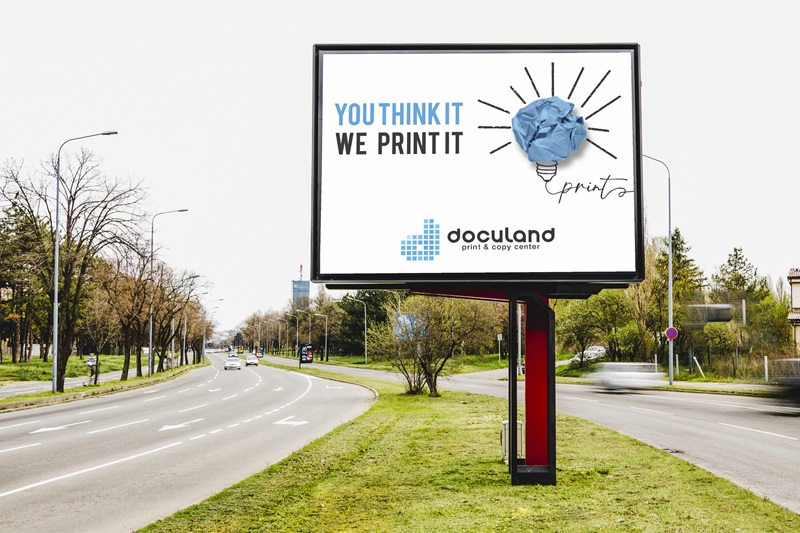 YOU THINK IT
WE PRINT IT
prints
doculand
print & copy center